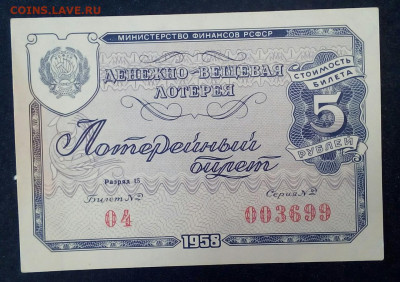 COINS.LAVE.RU
МИНИСТЕРСТВО ФИНАНСОВ РСФСР
ДЕНЕЖНО-ВЕЩЕВАЯ
ЛОТЕРЕЯ
СТОИМОСТЬ
БИЛЕТА
5
РУБЛЕЙ
Лотерейный
билет
Разряд 15
Билет №
Серия №
04
003699
1958